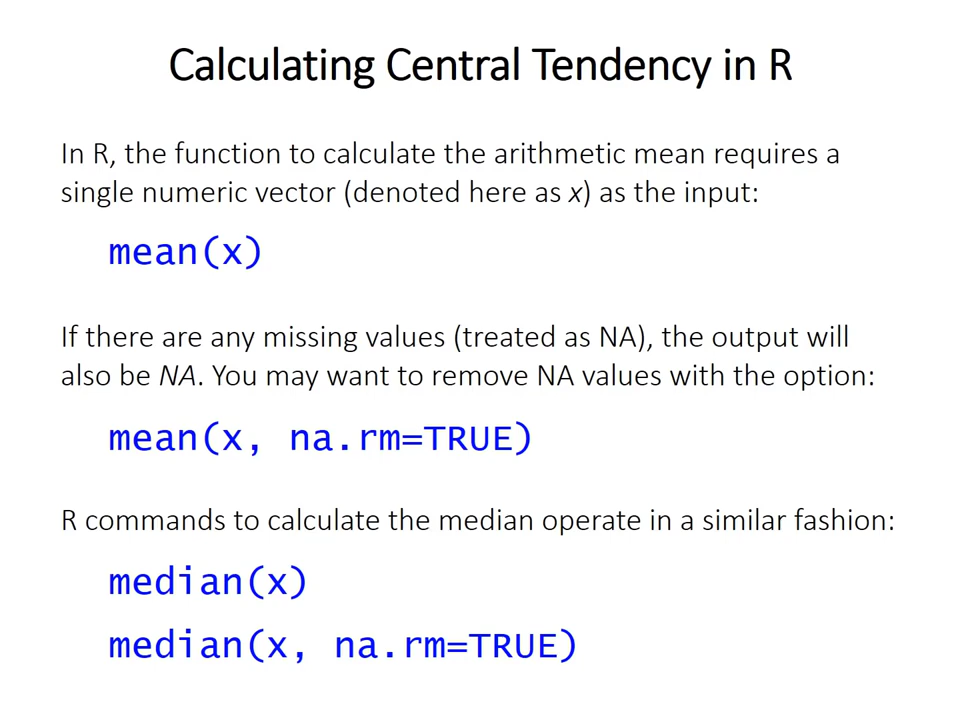 Calculating Central Tendency in R
In R, the function to calculate the arithmetic mean requires a
single numeric vector (denoted here as x) as the input:
mean(x)
If there are any missing values (treated as NA), the output will
also be NA. You may want to remove NA values with the option:
mean(x, na.rm=TRUE)
R commands to calculate the median operate in a similar fashion:
median(x)
median(x, na.rm=TRUE)